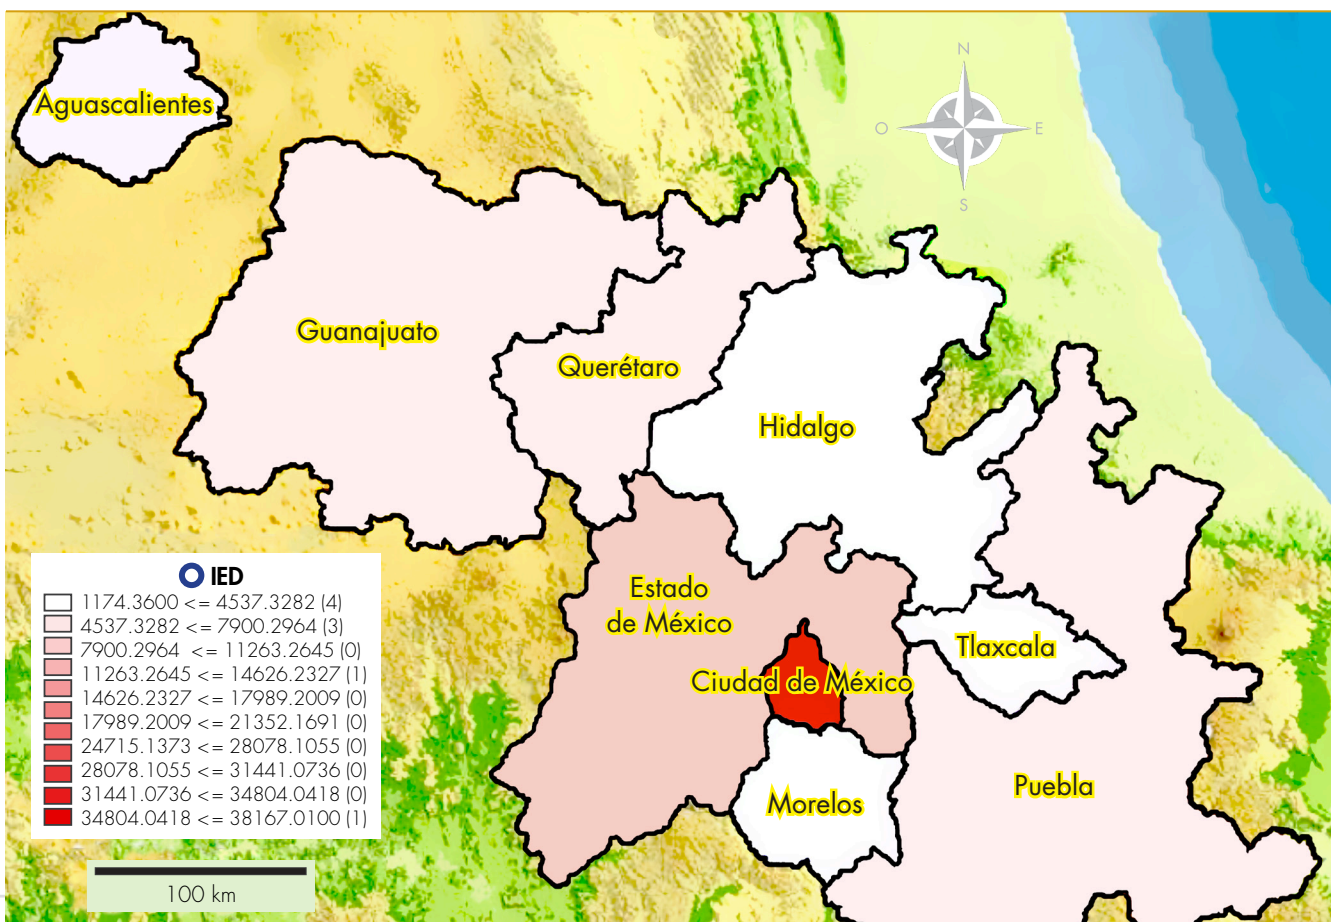 N
O
E
S
Aguascalientes
Guanajuato
Querétaro
Hidalgo
Estado
de México
Tlaxcala
Ciudad de México
Morelos
Puebla
IED
1174.3600 <= 4537.3282 (4)
4537.3282 <= 7900.2964 (3)
7900.2964 <= 11263.2645 (0)
11263.2645 <= 14626.2327 (1)
14626.2327 <= 17989.2009 (0)
17989.2009 <= 21352.1691 (0)
24715.1373 <= 28078.1055 (0)
28078.1055 <= 31441.0736 (0)
31441.0736 <= 34804.0418 (0)
34804.0418 <= 38167.0100 (1)
100 km